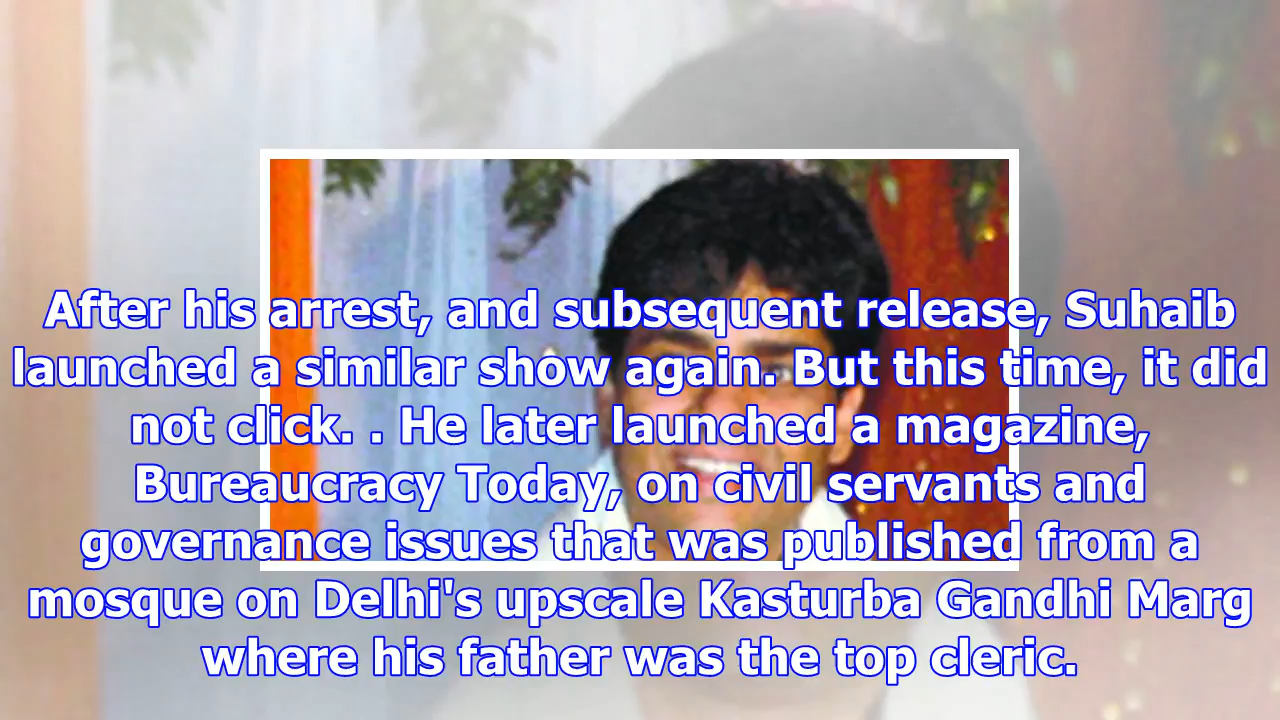 After his arrest, and subsequent release, Suhaib
launched a similar show again. But this time, it did
not click. . He later launched a magazine,
Bureaucracy Today, on civil servants and
governance issues that was published from a
mosque on Delhi's upscale Kasturba Gandhi Marg
where his father was the top cleric.